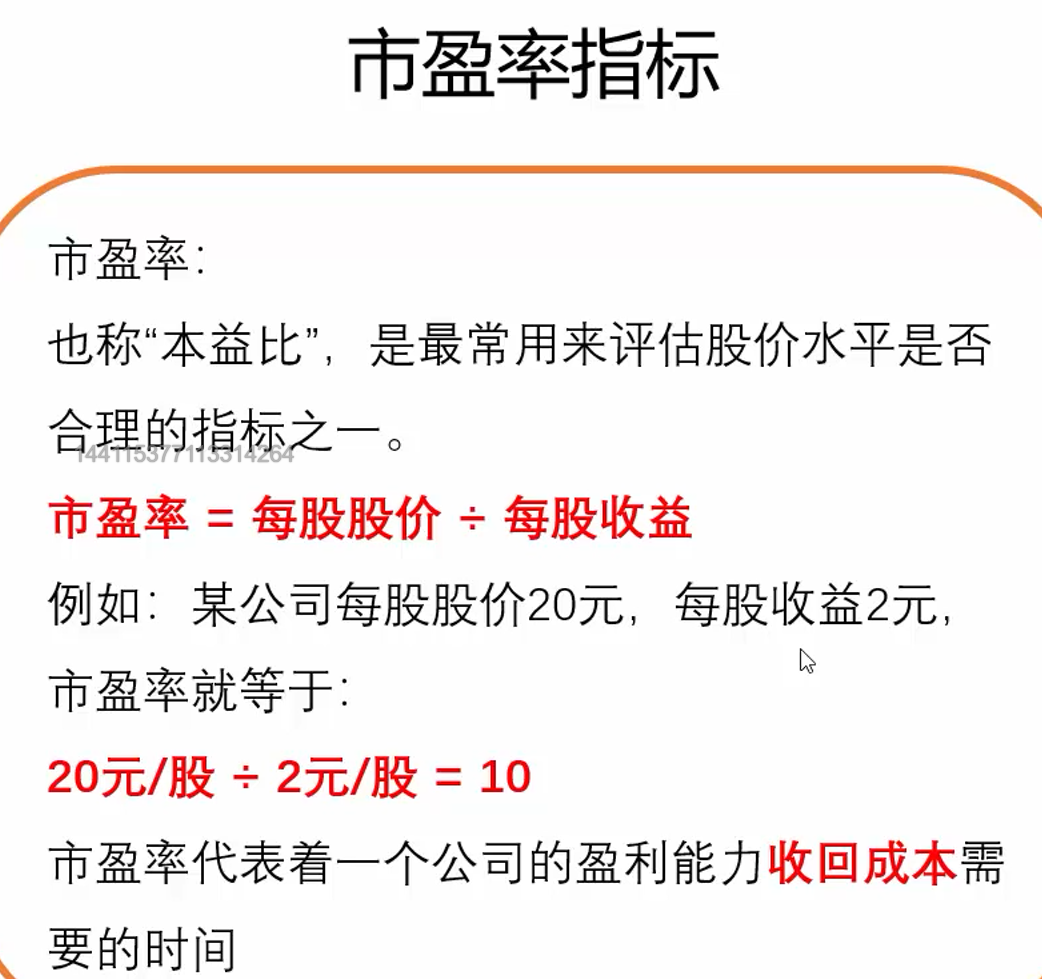 市盈率指标
市盈率：
也称“本益比”，是最常用来评估股价水平是否
合理的指标之一。
144115377113314264
市盈率 = 每股股价 ÷ 每股收益
例如：某公司每股股价20元，每股收益2元，
市盈率就等于：
20元/股 ÷ 2元/股 = 10
市盈率代表着一个公司的盈利能力收回成本需
要的时间